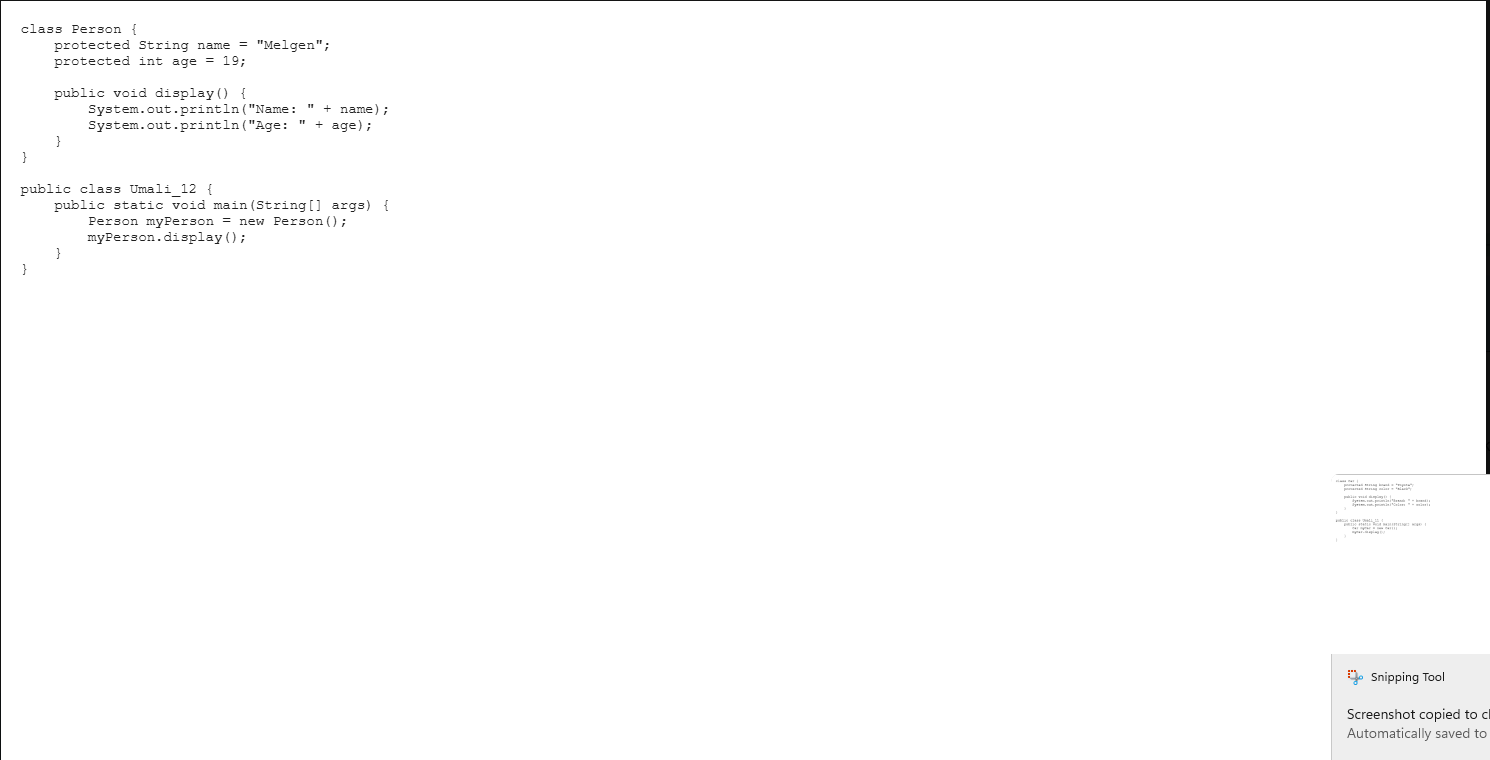 class Person {
    protected String name = "Melgen";
    protected int age = 19;

    public void display() {
        System.out.println("Name: " + name);
        System.out.println("Age: " + age);
    }
}

public class Umali_12 {
    public static void main(String[] args) {
        Person myPerson = new Person();
        myPerson.display();
    }
}
Snipping Tool
Screenshot copied to
Automatically saved to